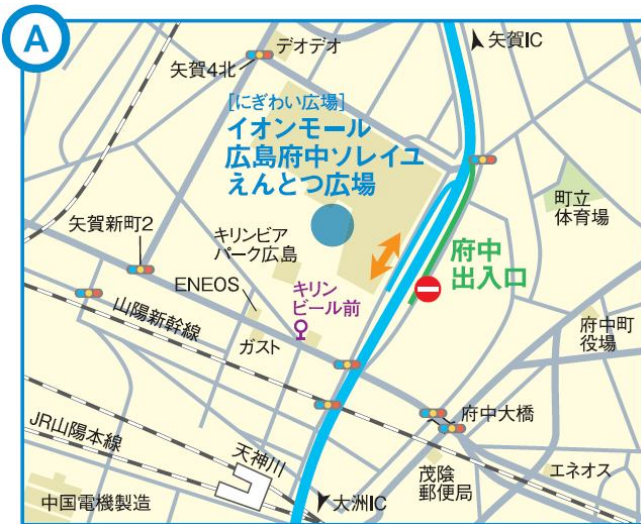 A
デオデオ
矢賀IC
矢賀4北
[にぎわい広場]
イオンモール
広島府中ソレイユ
えんとつ広場
町立
体育場
矢賀新町2
キリンビア
パーク広島
府中
出入口
ENEOS
キリン
ビール前
山陽新幹線
ガスト
府中町
役場
府中大橋
JR山陽本線
天神川
茂陰
郵便局
エネオス
中国電機製造
大洲IC